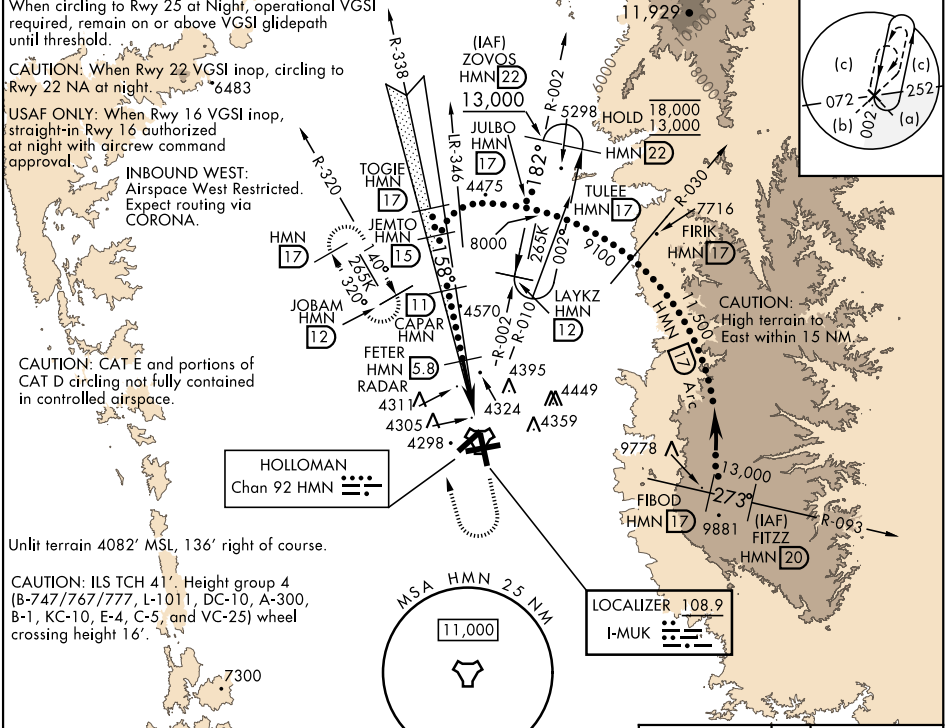 When circling to Rwy 25 at Night, operational VGSI
required, remain on or above VGSI glidepath
until threshold.
CAUTION: When Rwy 22 VGSI inop, circling to
Rwy 22 NA at night.
6483
USAF ONLY: When Rwy 16 VGSI inop,
straight-in Rwy 16 authorized
at night with aircrew command
approval.
INBOUND WEST:
Airspace West Restricted.
Expect routing via
CORONA.
R-338
(IAF)
ZOVOS
HMN 22
13,000
R-002
5298
HOLD 18,000
13,000
HMN 22
11,929
10,000
8000
6000
(c)
(c)
072
252
(b)
(a)
002
R-320
LR-346
JULBO
HMN
17
182°
TOGIE
HMN
17
4475
TULEE
HMN 17
R-030
7716
FIRIK
HMN 17
JEMTO
HMN
15
8000
265K
002°
9100
HMN
17
40°
265K
320°
158°
JOBAM
HMN
12
11
CAPAR
HMN
4570
R-002
R-010
LAYKZ
HMN
12
11,500
HMN 17 Arc
CAUTION:
High terrain to
East within 15 NM.
CAUTION: CAT E and portions of
CAT D circling not fully contained
in controlled airspace.
FETER
HMN 5.8
RADAR
4395
4449
4311
4324
4359
4305
4298
9778
13,000
273°
FIBOD
HMN 17
9881
(IAF)
FITZZ
HMN 20
R-093
HOLLOMAN
Chan 92 HMN
Unlit terrain 4082' MSL, 136' right of course.
CAUTION: ILS TCH 41'. Height group 4
(B-747/767/777, L-1011, DC-10, A-300,
B-1, KC-10, E-4, C-5, and VC-25) wheel
crossing height 16'.
MSA HMN 25 NM
11,000
LOCALIZER 108.9
I-MUK
7300